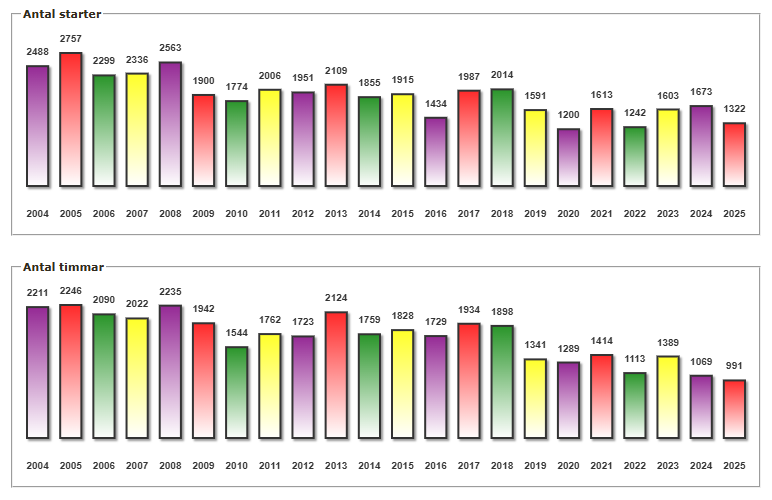 Antal starter
2488 2757 2299 2336 2563 1900 1774 2006 1951 2109 1855 1915 1434 1987 2014 1591 1200 1613 1242 1603 1673 1322
2004 2005 2006 2007 2008 2009 2010 2011 2012 2013 2014 2015 2016 2017 2018 2019 2020 2021 2022 2023 2024 2025
Antal timmar
2211 2246 2090 2022 2235 1942 1544 1762 1723 2124 1759 1828 1729 1934 1898 1341 1289 1414 1113 1389 1069 991
2004 2005 2006 2007 2008 2009 2010 2011 2012 2013 2014 2015 2016 2017 2018 2019 2020 2021 2022 2023 2024 2025